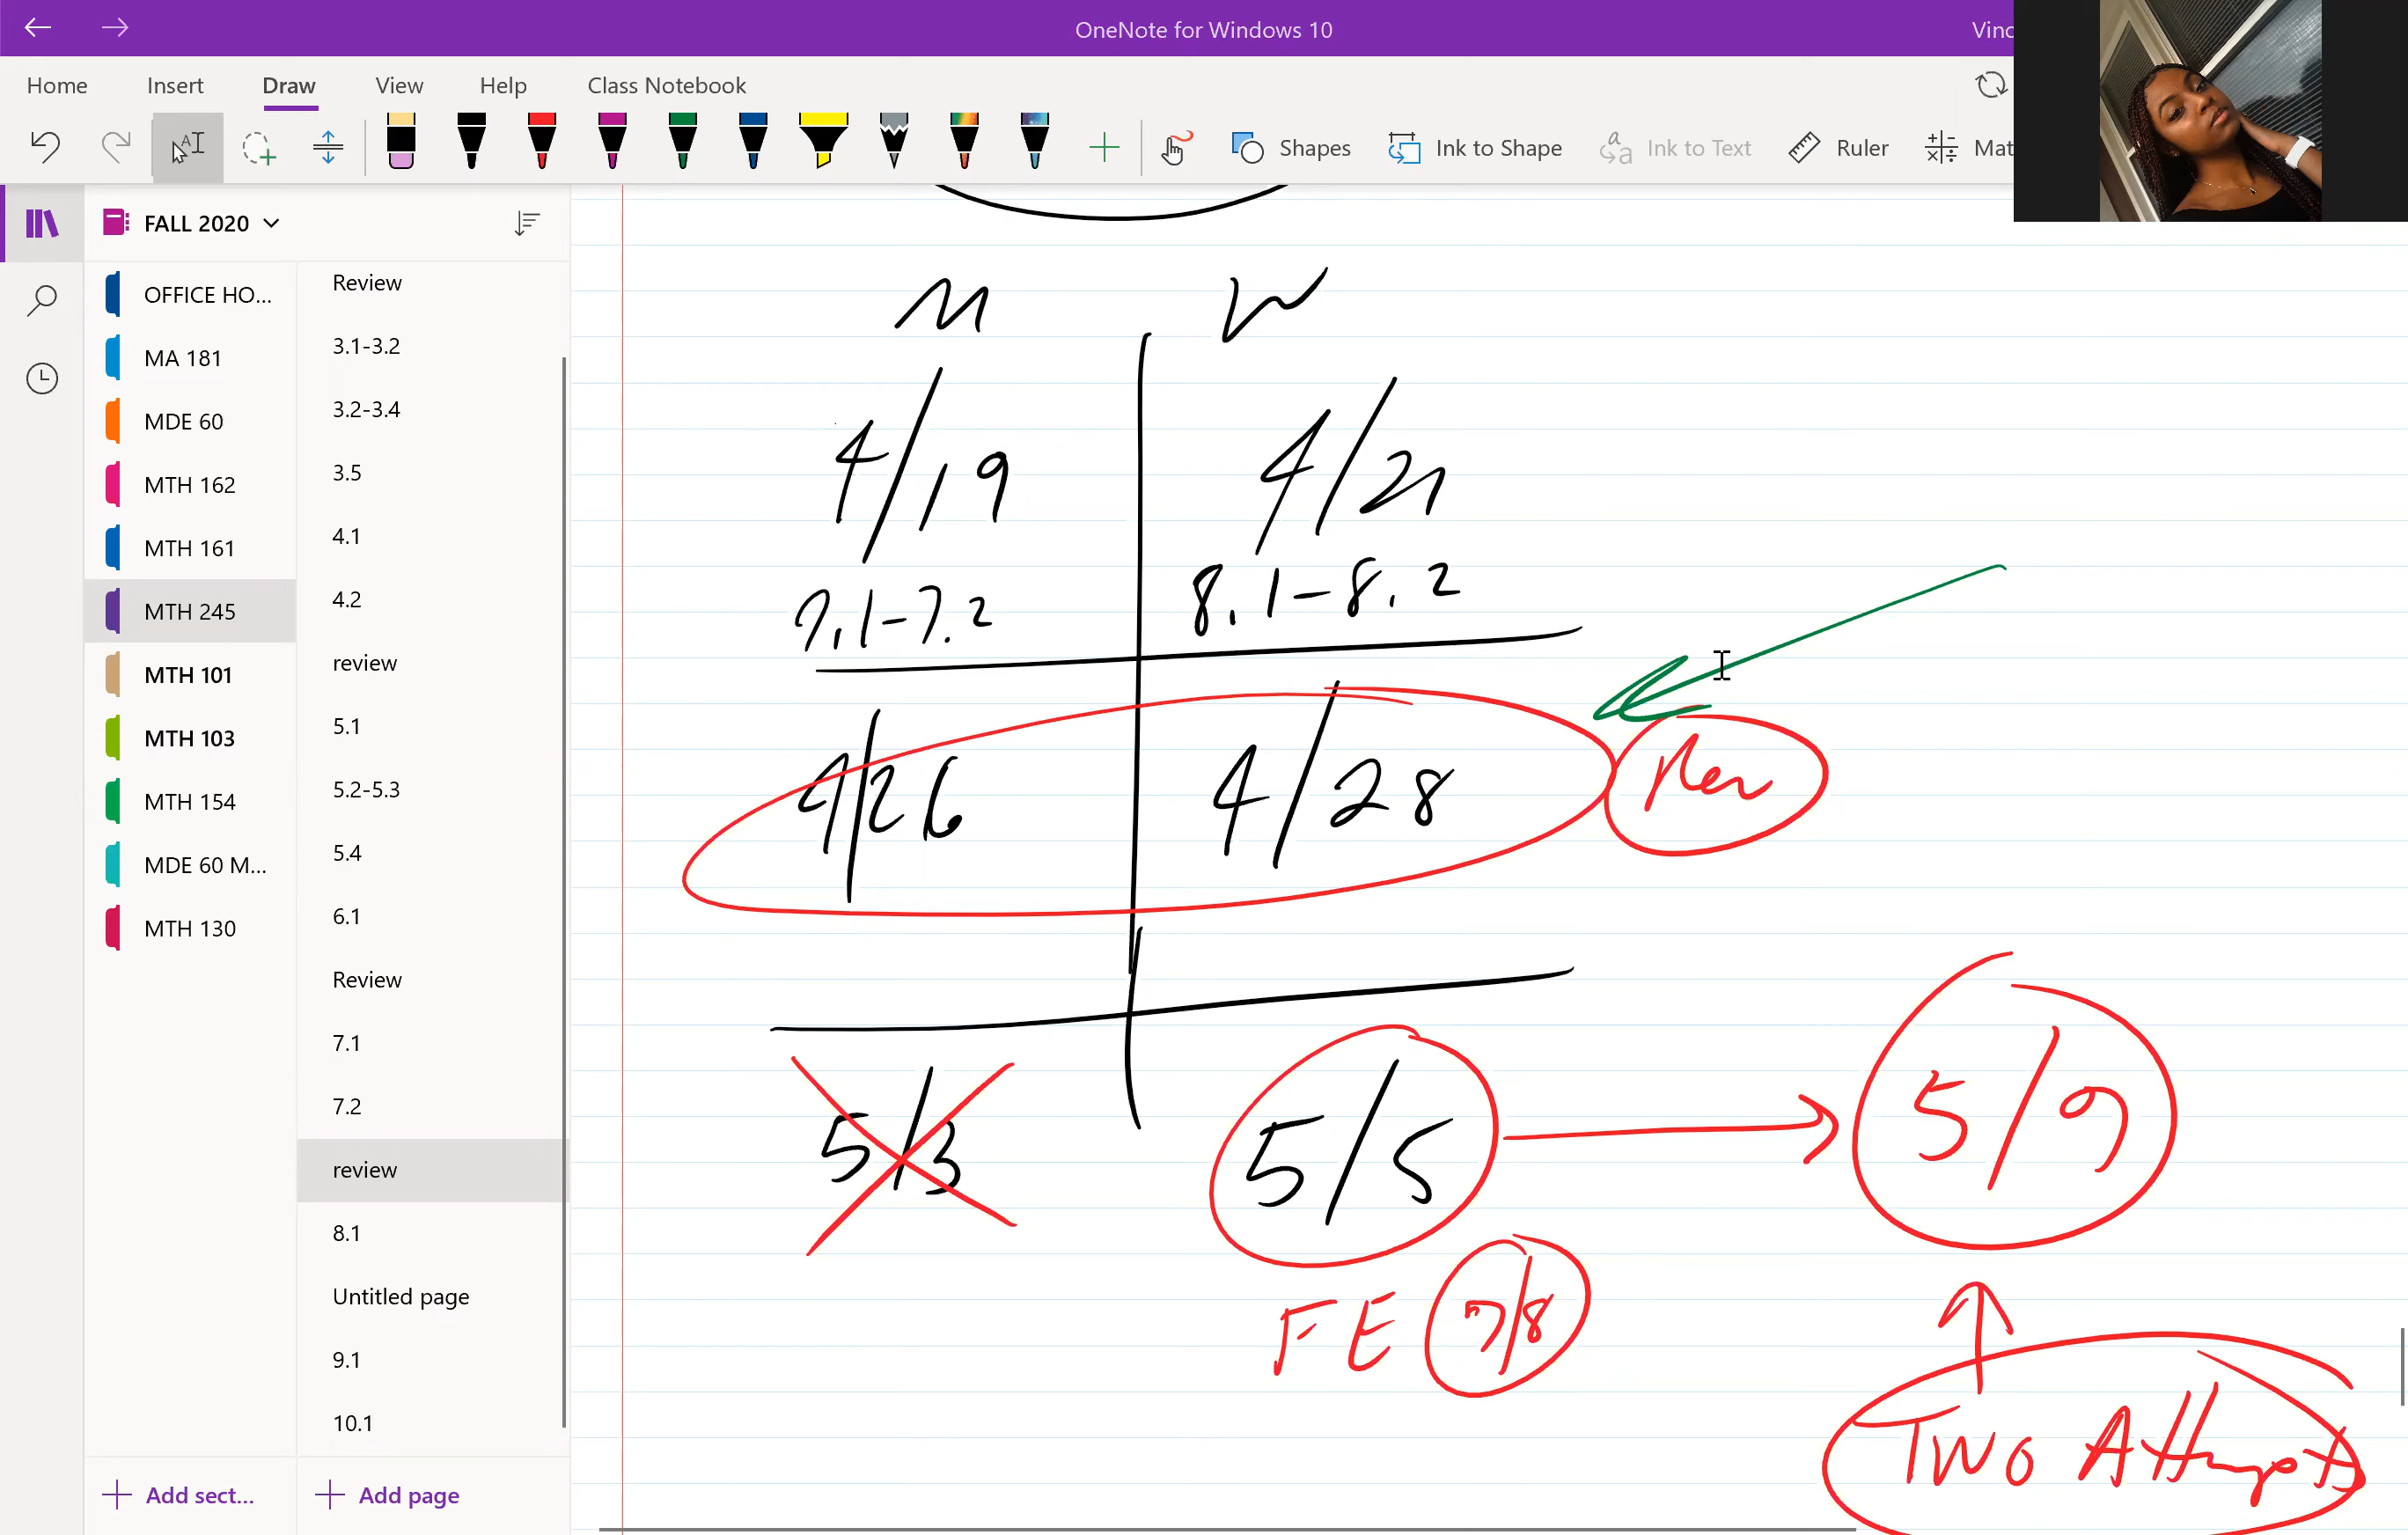 OneNote for Windows 10
Vinc
Home Insert Draw View Help Class Notebook
Shapes Ink to Shape Ink to Text Ruler Mat
FALL 2020
OFFICE HO...
MA 181
MDE 60
MTH 162
MTH 161
MTH 245
MTH 101
MTH 103
MTH 154
MDE 60 M...
MTH 130
Add sect...
Review
3.1-3.2
3.2-3.4
3.5
4.1
4.2
review
5.1
5.2-5.3
5.4
6.1
Review
7.1
7.2
review
8.1
Untitled page
9.1
10.1
Add page
M W
4/19 4/21
7.1-7.2 8.1-8.2
4/26 4/28 Rev
5/3 5/5 5/9
FE 7/8
Two Attempts